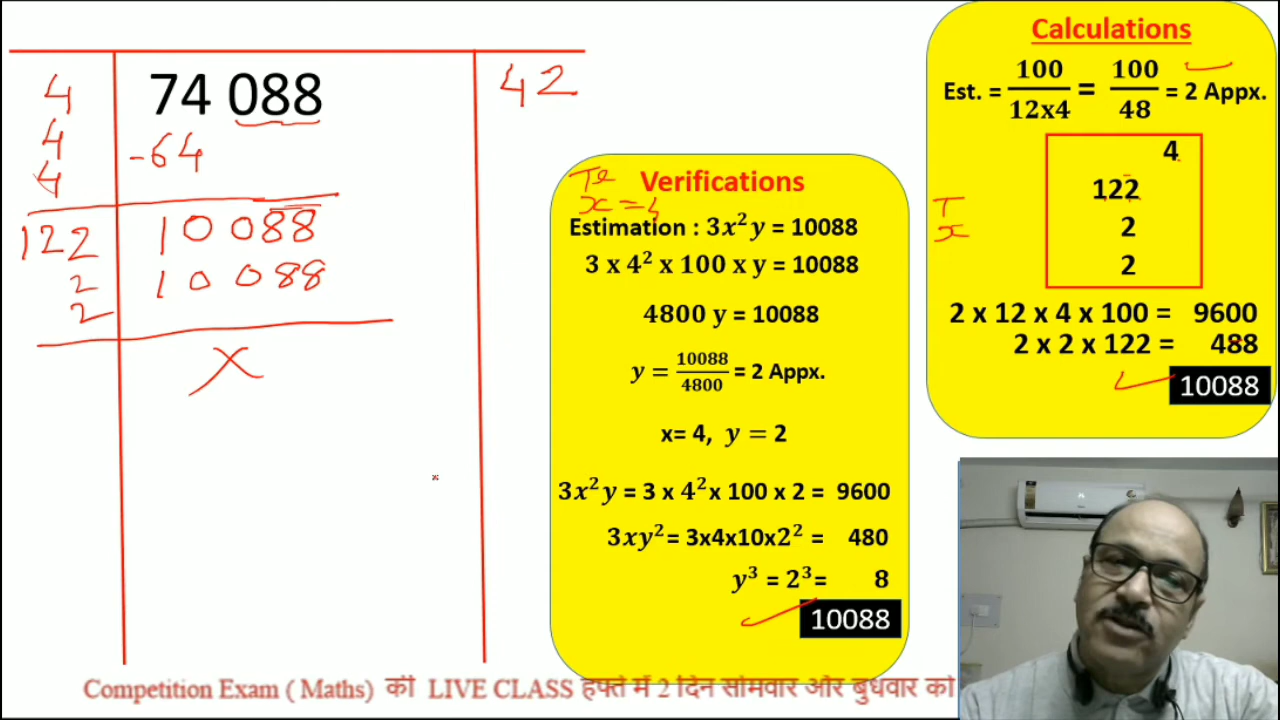 4 74 088 42
4 -64
4
122 10 088
2 10 088
2
x
Te
x = 4
Verifications
Estimation : 3x²y = 10088
3 x 4² x 100 x y = 10088
4800 y = 10088
y = 10088/4800 = 2 Appx.
x= 4, y = 2
3x²y = 3 x 4²x 100 x 2 = 9600
3xy²= 3x4x10x2² = 480
y³ = 2³= 8
10088
Calculations
Est. = 100/12x4 = 100/48 = 2 Appx.
4
122
T
x
2
2
2 x 12 x 4 x 100 = 9600
2 x 2 x 122 = 488
10088
Competition Exam ( Maths) की LIVE CLASS हफ्ते में 2 दिन सोमवार और बुधवार को